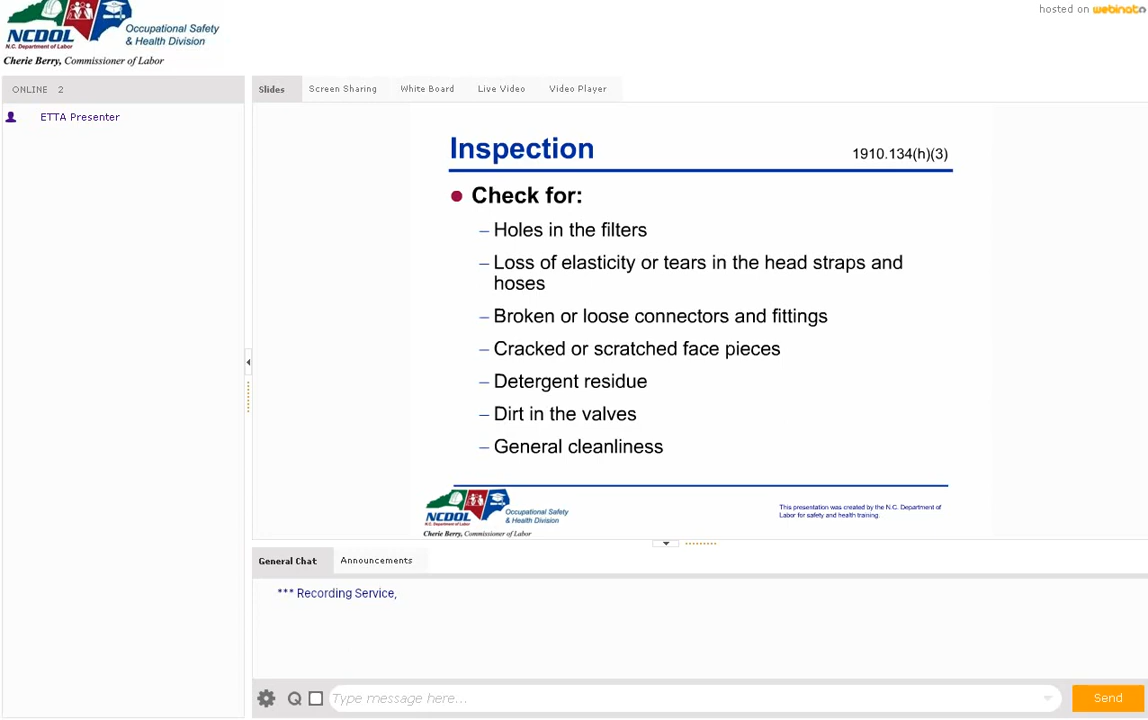 hosted on webinato
NCDOL
N.C. Department of Labor
Occupational Safety
& Health Division
Cherie Berry, Commissioner of Labor
ONLINE 2
ETTA Presenter
Slides Screen Sharing White Board Live Video Video Player
Inspection 1910.134(h)(3)
Check for:
– Holes in the filters
– Loss of elasticity or tears in the head straps and
hoses
– Broken or loose connectors and fittings
– Cracked or scratched face pieces
– Detergent residue
– Dirt in the valves
– General cleanliness
NCDOL
N.C. Department of Labor
Occupational Safety
& Health Division
Cherie Berry, Commissioner of Labor
This presentation was created by the N.C. Department of
Labor for safety and health training.
General Chat Announcements
*** Recording Service,
Q Type message here... Send